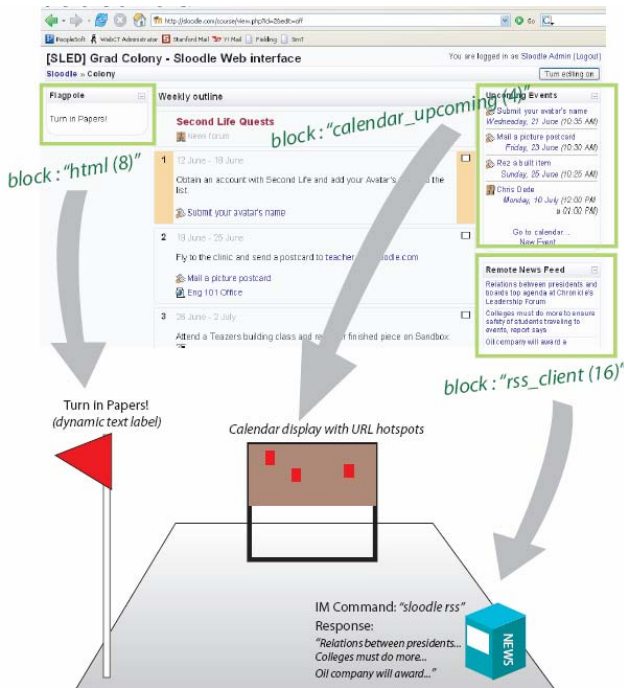 http://sloodle.com/course/view.php?id=2&edit=off
Go
PeopleSoft WebCT Administrator Stanford Mail Y! Mail Fielding
[SLED] Grad Colony - Sloodle Web interface
You are logged in as Sloodle Admin (Logout)
Sloodle » Colony
Turn editing on
Flagpole
Turn in Papers!
block : "html (8)"
Weekly outline
Second Life Quests
News forum
block : "calendar_upcoming (4)"
1 12 June - 18 June
Obtain an account with Second Life and add your Avatar's the
list.
Submit your avatar's name
2 19 June - 25 June
Fly to the clinic and send a postcard to teacher
Mail a picture postcard
Eng 101 Office
3 26 June - 2 July
Attend a Teazers building class and finished piece on Sandbox.
Upcoming Events
Submit your avatar's name
Wednesday, 21 June (10:35 AM)
Mail a picture postcard
Friday, 23 June (10:30 AM)
Rez a built item
Sunday, 25 June (10:25 AM)
Chris Dade
Monday, 10 July (12:00 PM
» 01:00 PM)
Go to calendar...
New Event
Remote News Feed
Relations between presidents and
boards top agenda at Chronicle's
Leadership Forum
Colleges must do more to ensure
safety of students traveling to
events, report says
Oil company will award a
block : "rss_client (16)"
Turn in Papers!
(dynamic text label)
Calendar display with URL hotspots
IM Command: "sloodle rss"
Response:
"Relations between presidents...
Colleges must do more...
Oil company will award..."
NEWS